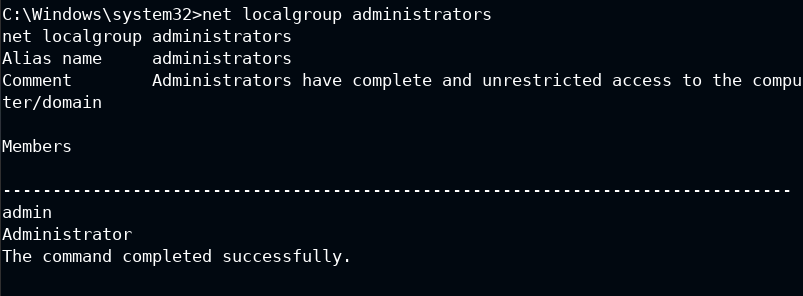 C:\Windows\system32>net localgroup administrators
net localgroup administrators
Alias name     administrators
Comment        Administrators have complete and unrestricted access to the compu
ter/domain

Members

-------------------------------------------------------------------------------
admin
Administrator
The command completed successfully.